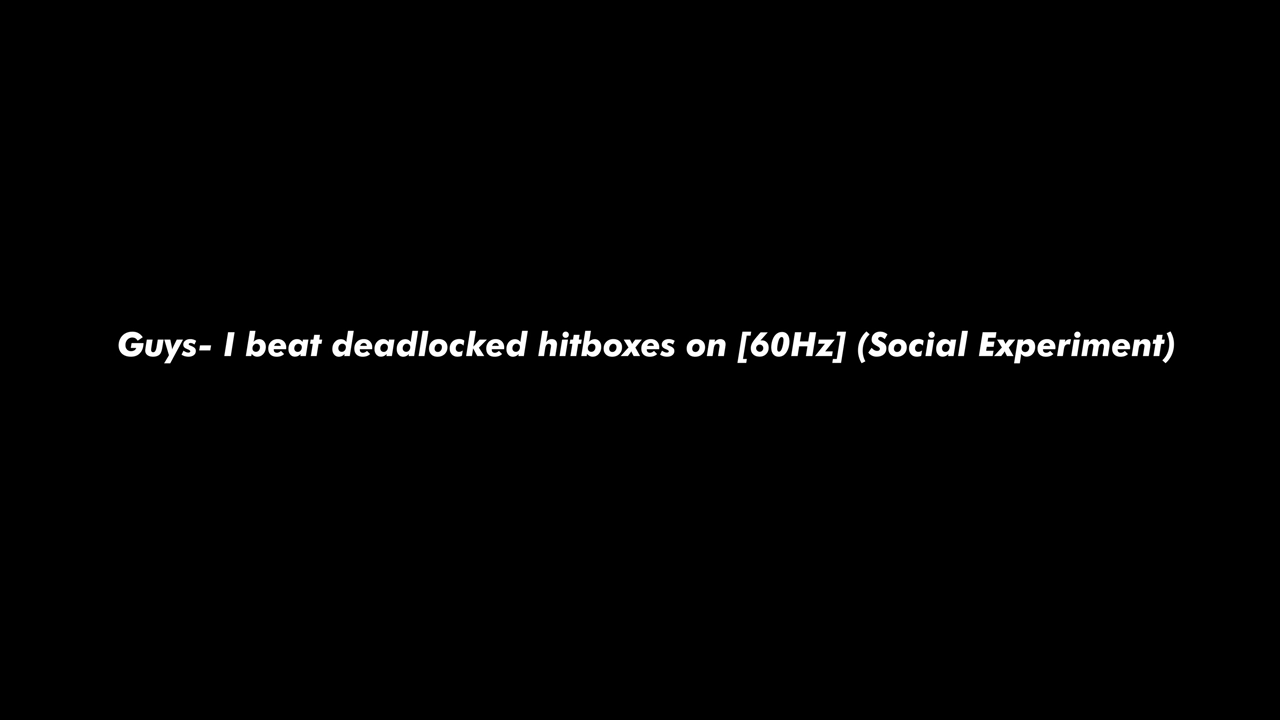 Guys- I beat deadlocked hitboxes on [60Hz] (Social Experiment)